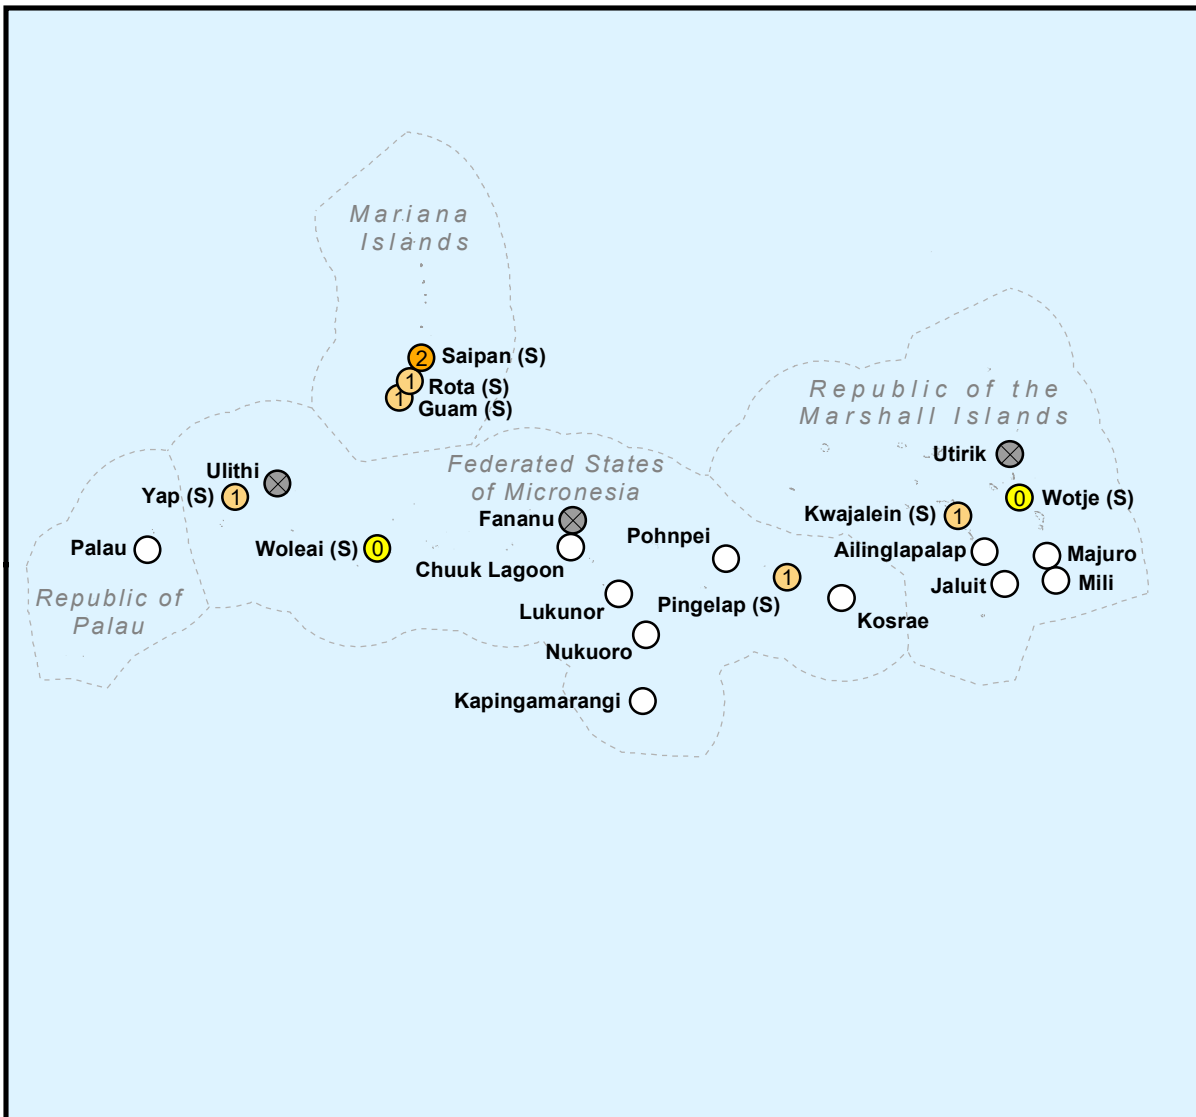 Mariana
Islands
2 Saipan (S)
1 Rota (S)
1 Guam (S)
Republic of the
Marshall Islands
Utirik
Federated States
of Micronesia
Ulithi
Yap (S) 1
0 Wotje (S)
Kwajalein (S) 1
Fananu
Pohnpei
Palau
Woleai (S) 0
Chuuk Lagoon
Ailinglapalap
Majuro
Jaluit
Mili
Republic of
Palau
Lukunor
Pingelap (S) 1
Kosrae
Nukuoro
Kapingamarangi